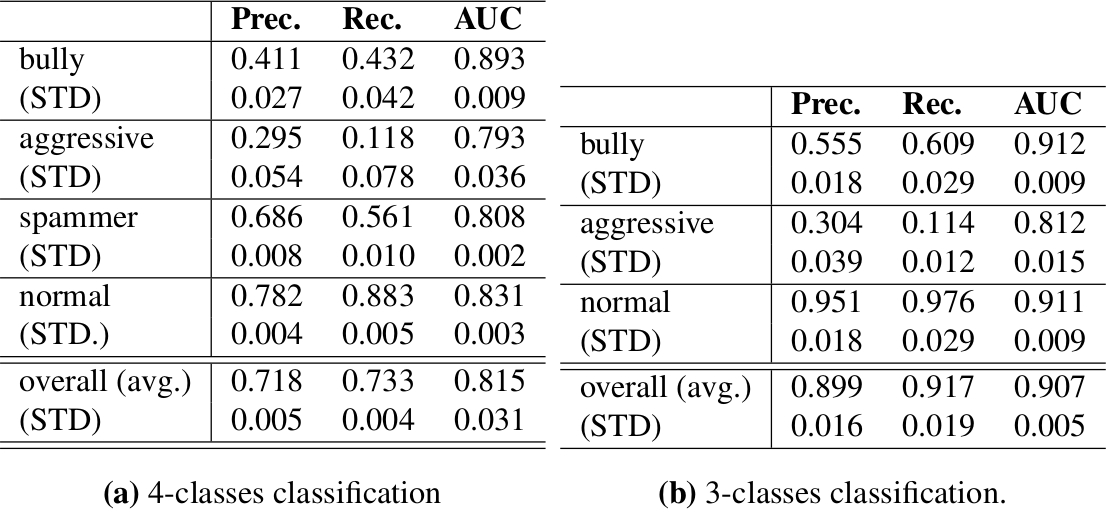 Prec. Rec. AUC
bully 0.411 0.432 0.893
(STD) 0.027 0.042 0.009
aggressive 0.295 0.118 0.793
(STD) 0.054 0.078 0.036
spammer 0.686 0.561 0.808
(STD) 0.008 0.010 0.002
normal 0.782 0.883 0.831
(STD.) 0.004 0.005 0.003
overall (avg.) 0.718 0.733 0.815
(STD) 0.005 0.004 0.031
(a) 4-classes classification
Prec. Rec. AUC
bully 0.555 0.609 0.912
(STD) 0.018 0.029 0.009
aggressive 0.304 0.114 0.812
(STD) 0.039 0.012 0.015
normal 0.951 0.976 0.911
(STD) 0.018 0.029 0.009
overall (avg.) 0.899 0.917 0.907
(STD) 0.016 0.019 0.005
(b) 3-classes classification.